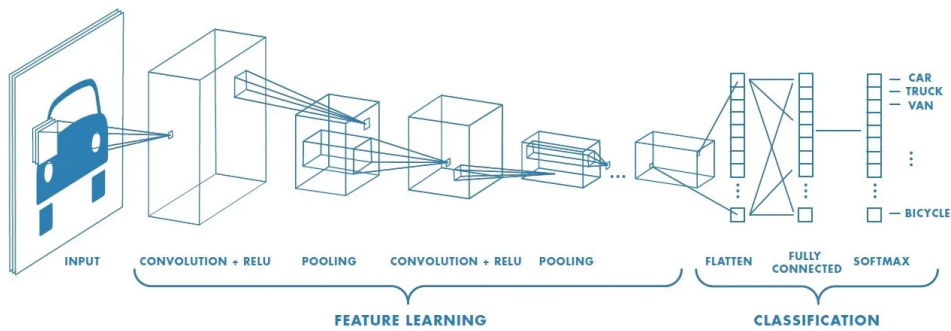 CAR
TRUCK
VAN
BICYCLE
INPUT
CONVOLUTION + RELU
POOLING
CONVOLUTION + RELU
POOLING
FLATTEN
FULLY
CONNECTED
SOFTMAX
FEATURE LEARNING
CLASSIFICATION